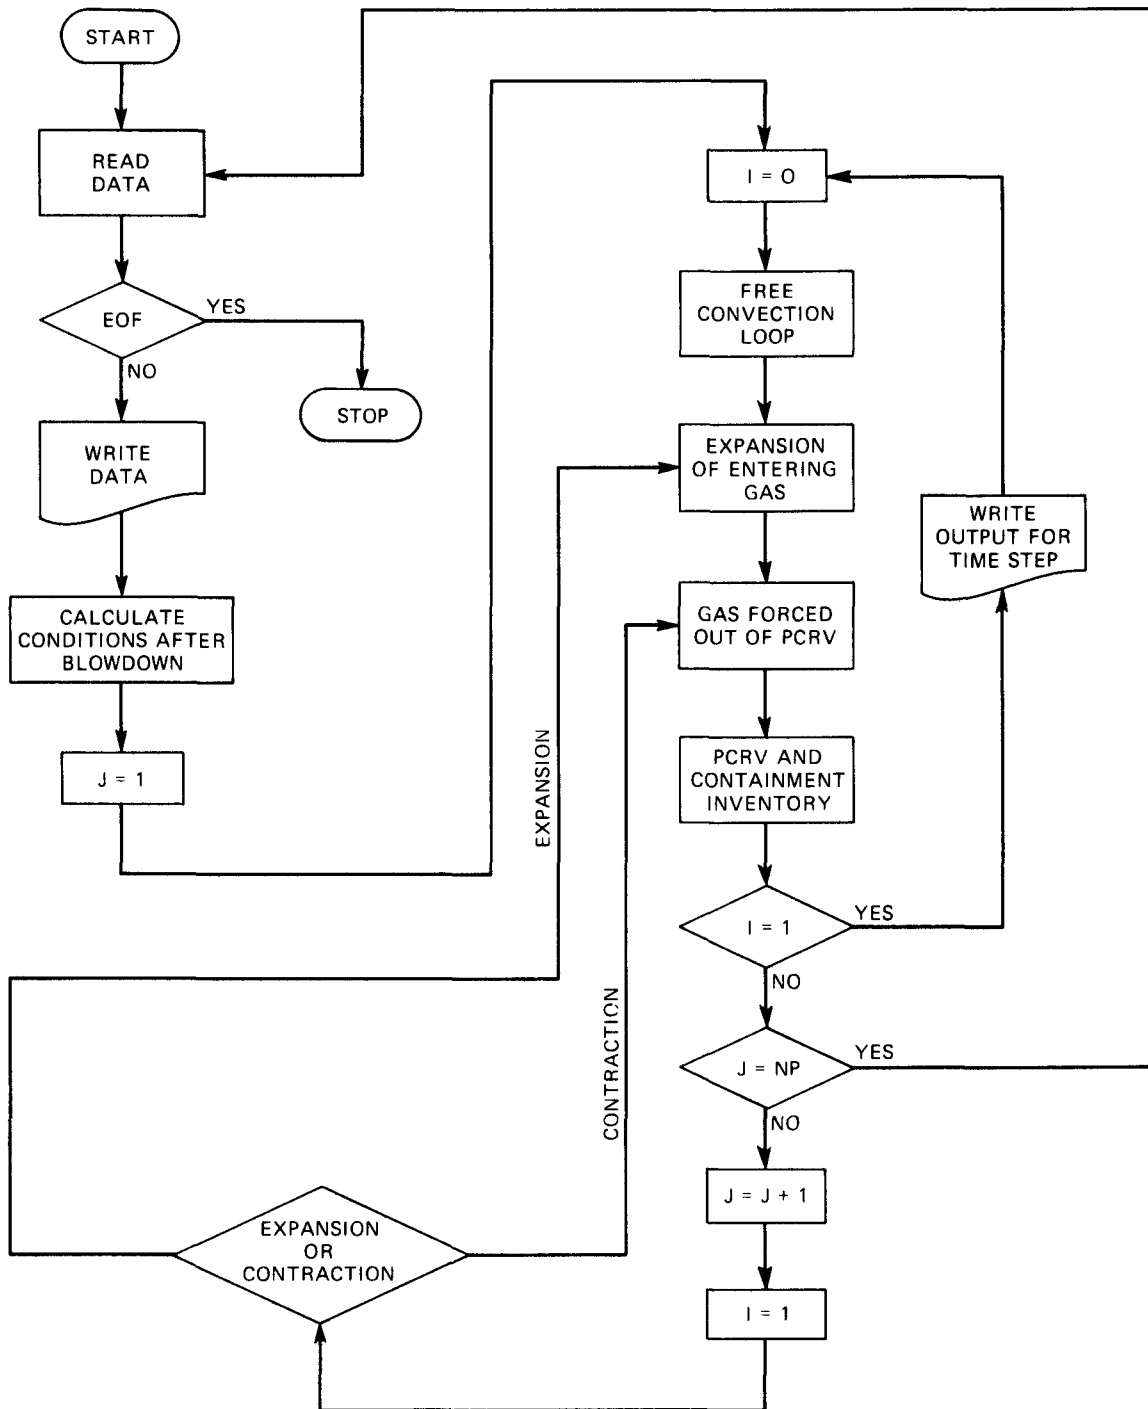 START
READ
DATA
EOF
YES
NO
STOP
WRITE
DATA
CALCULATE
CONDITIONS AFTER
BLOWDOWN
J = 1
I = O
FREE
CONVECTION
LOOP
EXPANSION
OF ENTERING
GAS
WRITE
OUTPUT FOR
TIME STEP
GAS FORCED
OUT OF PCRV
PCRV AND
CONTAINMENT
INVENTORY
EXPANSION
I = 1
YES
NO
CONTRACTION
J = NP
YES
NO
J = J + 1
EXPANSION
OR
CONTRACTION
I = 1